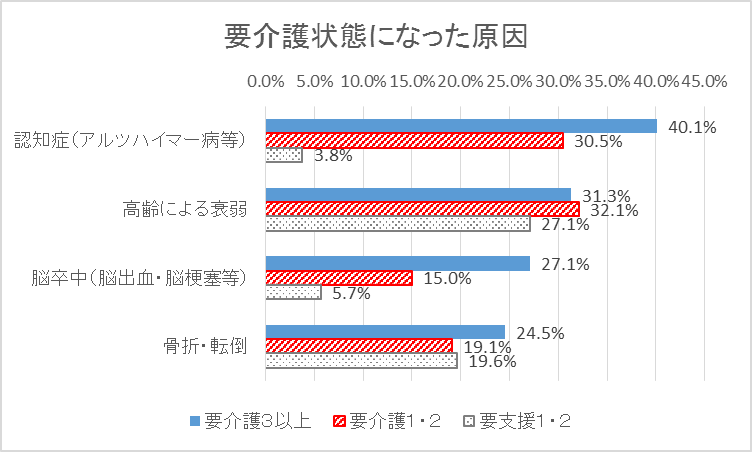 要介護状態になった原因
0.0% 5.0% 10.0% 15.0% 20.0% 25.0% 30.0% 35.0% 40.0% 45.0%
認知症(アルツハイマー病等)
40.1%
30.5%
3.8%
高齢による衰弱
31.3%
32.1%
27.1%
脳卒中(脳出血・脳梗塞等)
27.1%
15.0%
5.7%
骨折・転倒
24.5%
19.1%
19.6%
要介護3以上 要介護1・2 要支援1・2